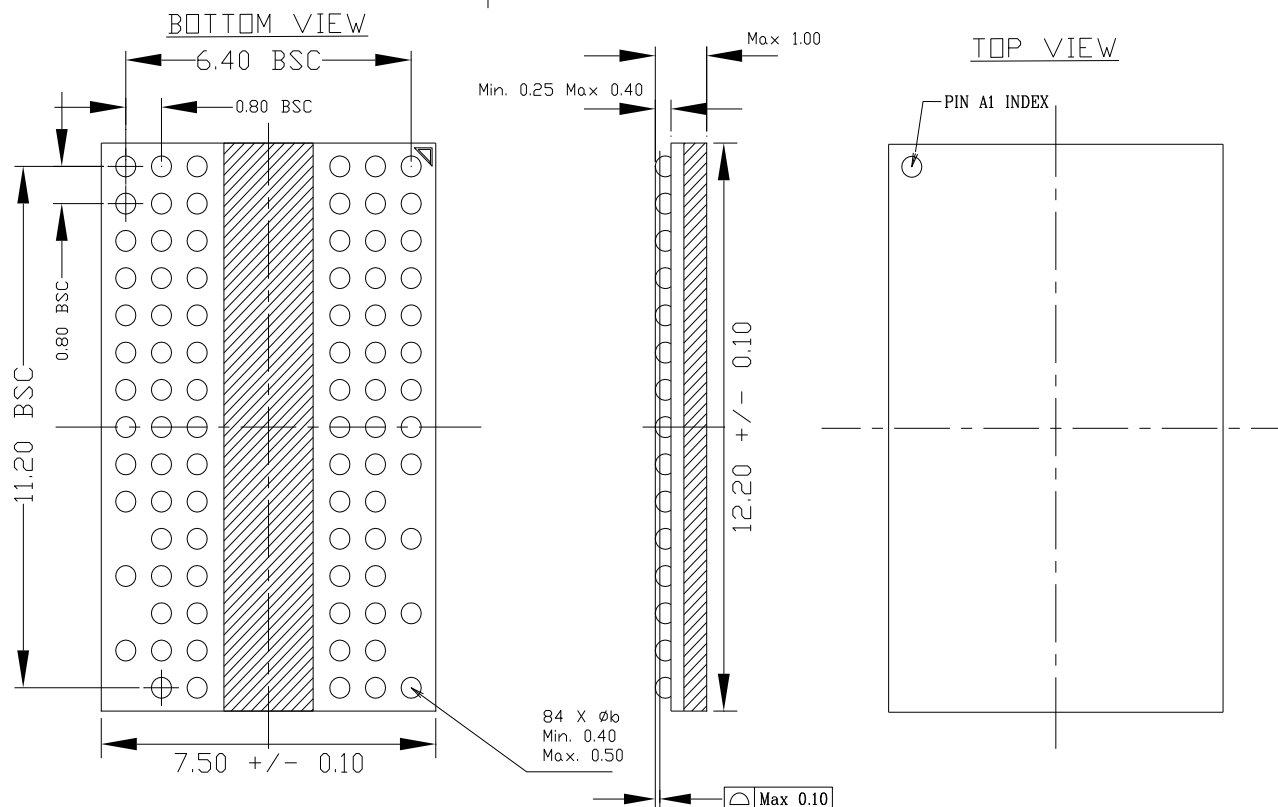 BOTTOM VIEW
6.40 BSC
0.80 BSC
0.80 BSC
11.20 BSC
7.50 +/- 0.10
84 X Øb
Min. 0.40
Max. 0.50
Max 1.00
Min. 0.25 Max 0.40
12.20 +/- 0.10
Max 0.10
TOP VIEW
PIN A1 INDEX